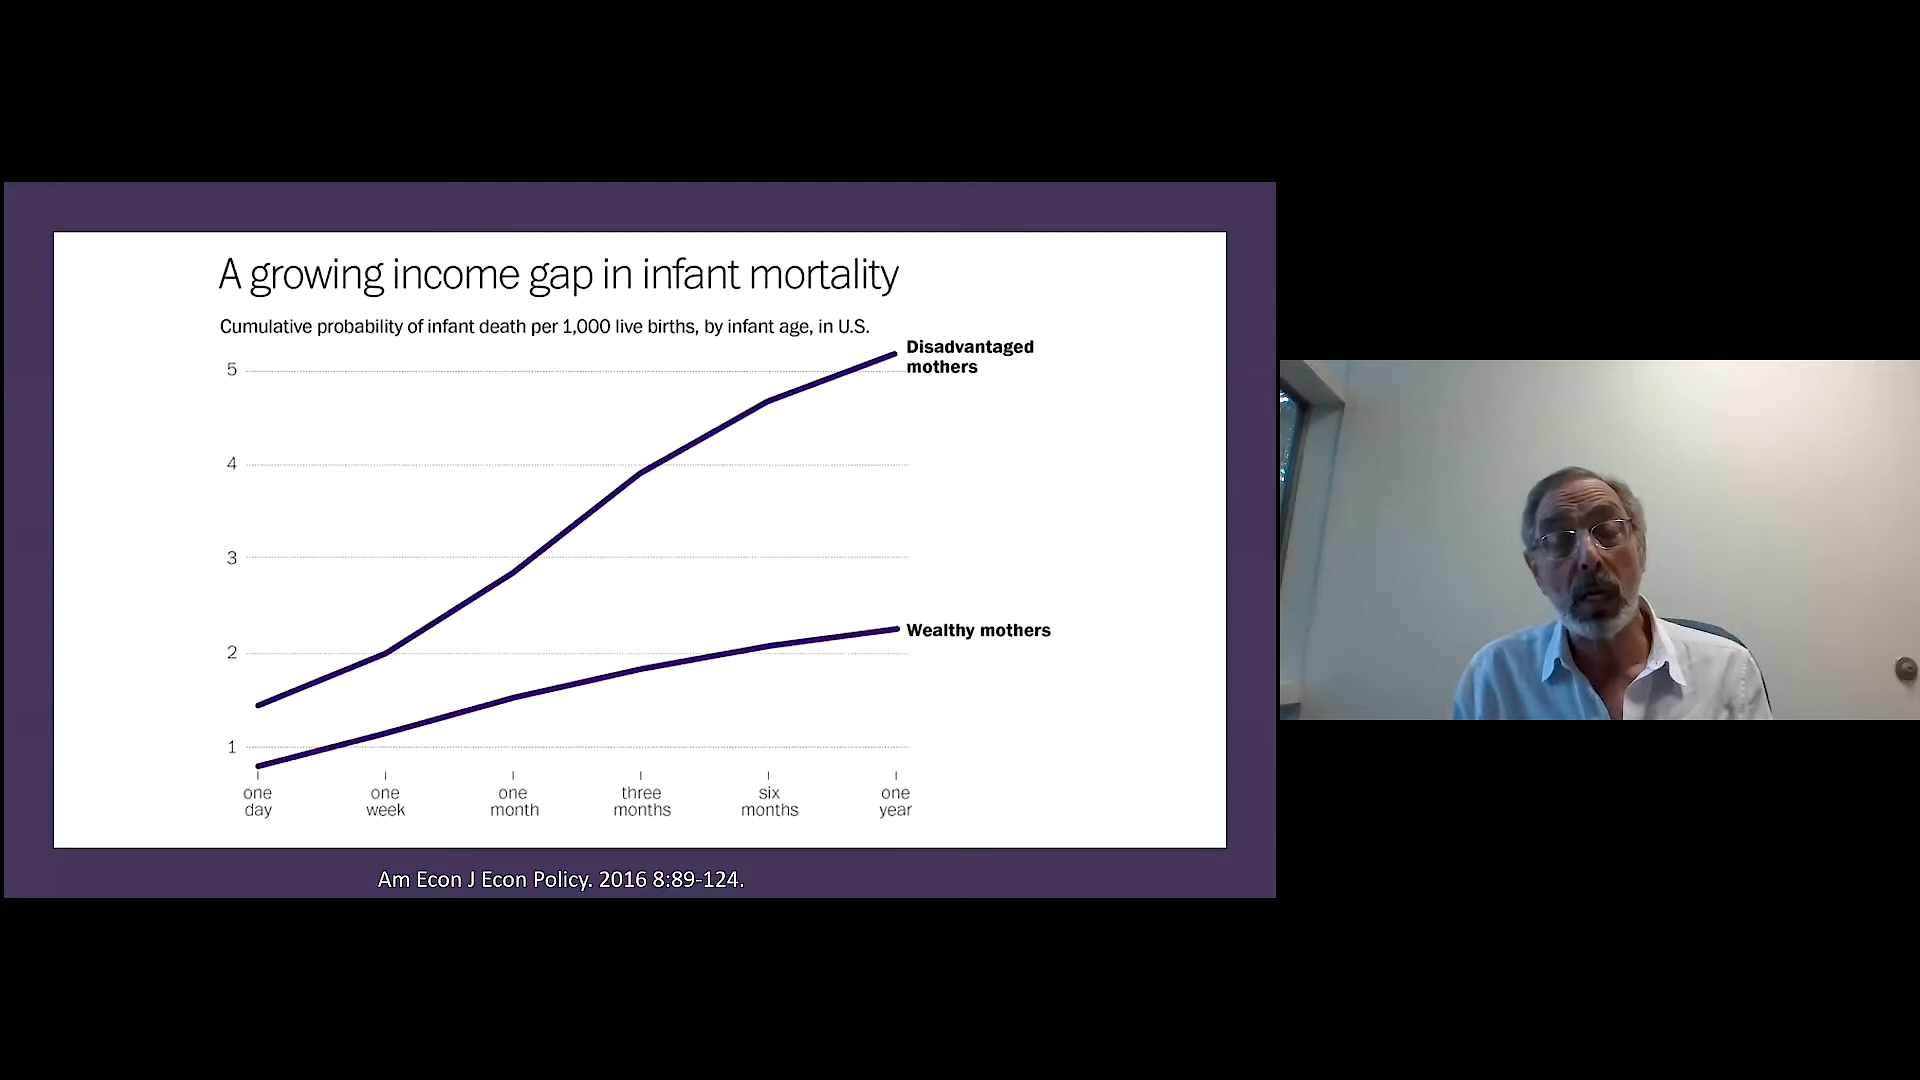 A growing income gap in infant mortality
Cumulative probability of infant death per 1,000 live births, by infant age, in U.S.
Disadvantaged
mothers
5
4
3
Wealthy mothers
2
1
one
day
one
week
one
month
three
months
six
months
one
year
Am Econ J Econ Policy. 2016 8:89-124.